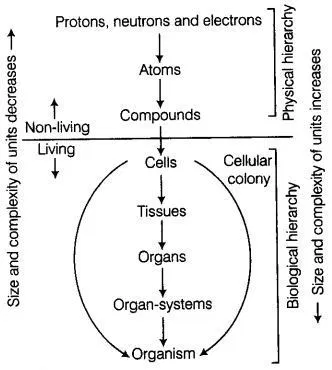 Protons, neutrons and electrons
Atoms
Compounds
Non-living
Living
Cells
Cellular
colony
Tissues
Organs
Organ-systems
Organism
Size and complexity of units decreases
Physical hierarchy
Biological hierarchy
Size and complexity of units increases